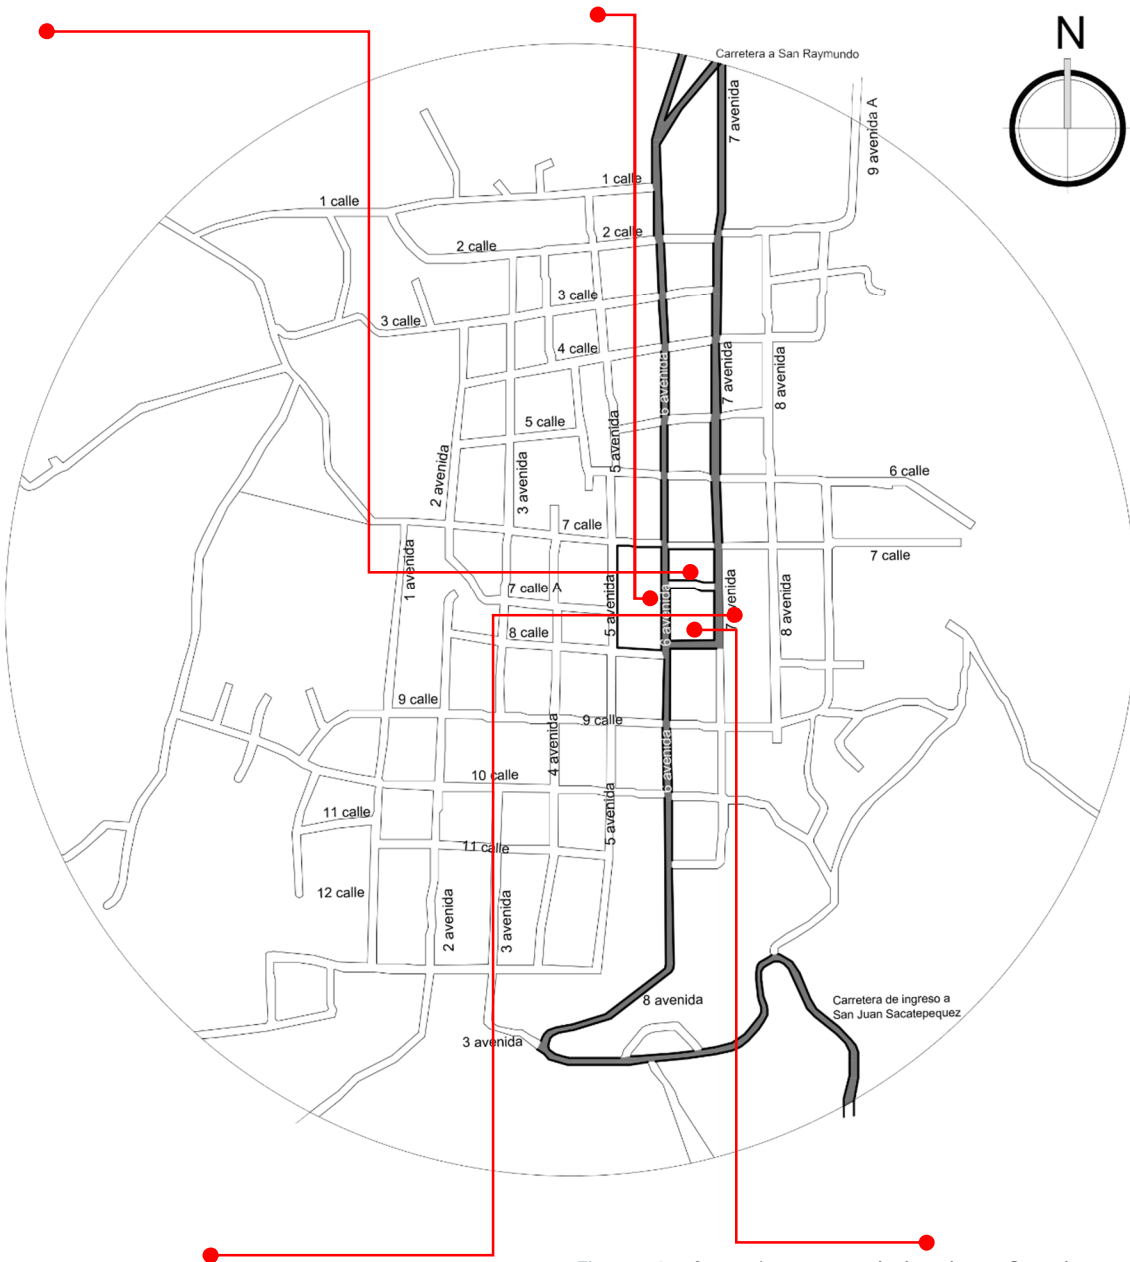 N
Carretera a San Raymundo
7 avenida
9 avenida A
1 calle
1 calle
2 calle
2 calle
3 calle
3 calle
4 calle
6 avenida
7 avenida
8 avenida
5 calle
5 avenida
2 avenida
3 avenida
6 calle
7 calle
7 calle
1 avenida
7 calle A
5 avenida
6 avenida
7 avenida
8 avenida
8 calle
9 calle
9 calle
4 avenida
6 avenida
10 calle
5 avenida
11 calle
11 calle
12 calle
2 avenida
3 avenida
8 avenida
Carretera de ingreso a
San Juan Sacatepequez
3 avenida